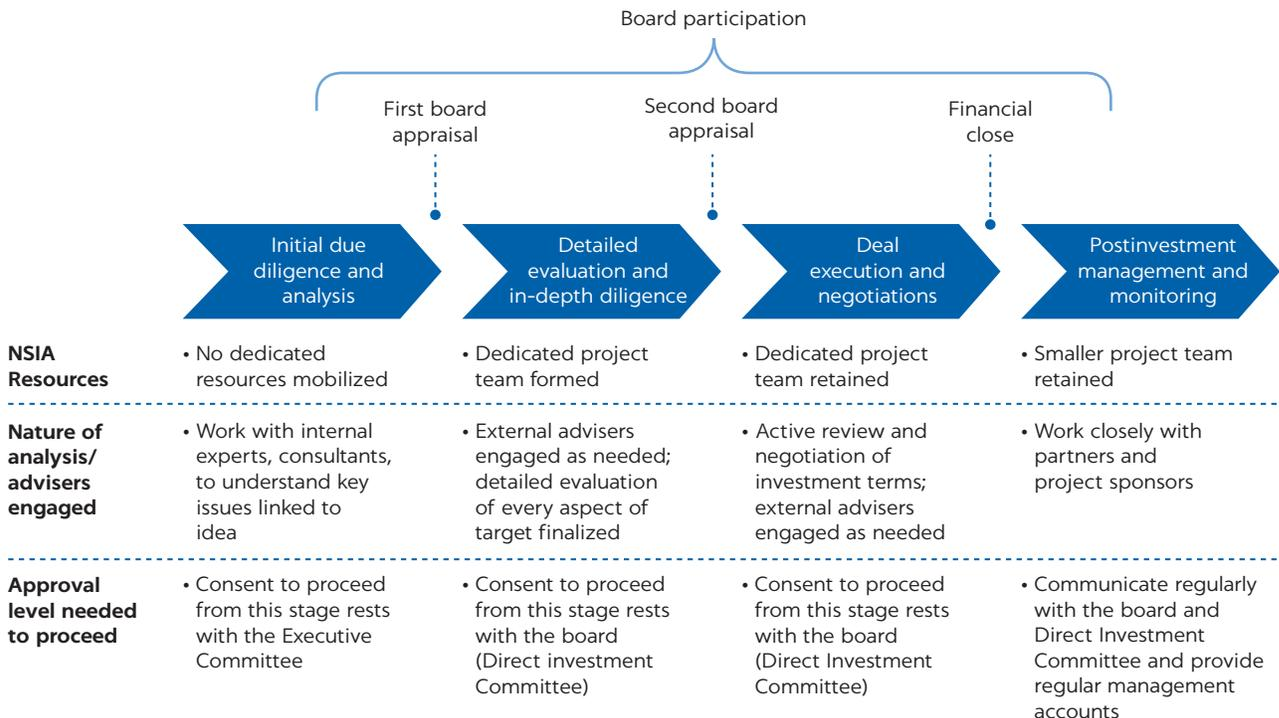 Board participation
First board
appraisal
Second board
appraisal
Financial
close
Initial due
diligence and
analysis
Detailed
evaluation and
in-depth diligence
Deal
execution and
negotiations
Postinvestment
management and
monitoring
NSIA
Resources
• No dedicated
resources mobilized
• Dedicated project
team formed
• Dedicated project
team retained
• Smaller project team
retained
Nature of
analysis/
advisers
engaged
• Work with internal
experts, consultants,
to understand key
issues linked to
idea
• External advisers
engaged as needed;
detailed evaluation
of every aspect of
target finalized
• Active review and
negotiation of
investment terms;
external advisers
engaged as needed
• Work closely with
partners and
project sponsors
Approval
level needed
to proceed
• Consent to proceed
from this stage rests
with the Executive
Committee
• Consent to proceed
from this stage rests
with the board
(Direct investment
Committee)
• Consent to proceed
from this stage rests
with the board
(Direct Investment
Committee)
• Communicate regularly
with the board and
Direct Investment
Committee and provide
regular management
accounts